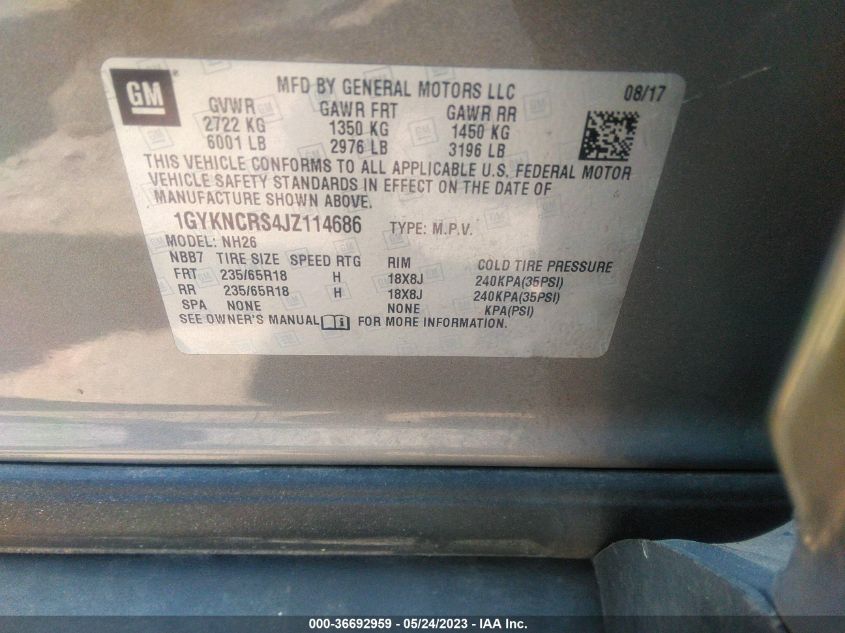 GM
MFD BY GENERAL MOTORS LLC 08/17
GVWR GAWR FRT GAWR RR
2722 KG 1350 KG 1450 KG
6001 LB 2976 LB 3196 LB
THIS VEHICLE CONFORMS TO ALL APPLICABLE U.S. FEDERAL MOTOR
VEHICLE SAFETY STANDARDS IN EFFECT ON THE DATE OF
MANUFACTURE SHOWN ABOVE.
1GYKNCRS4JZ114686 TYPE: M.P.V.
MODEL: NH26
NBB7 TIRE SIZE SPEED RTG RIM COLD TIRE PRESSURE
FRT 235/65R18 H 18X8J 240KPA(35PSI)
RR 235/65R18 H 18X8J 240KPA(35PSI)
SPA NONE NONE KPA(PSI)
SEE OWNER'S MANUAL FOR MORE INFORMATION.
000-36692959 - 05/24/2023 - IAA Inc.